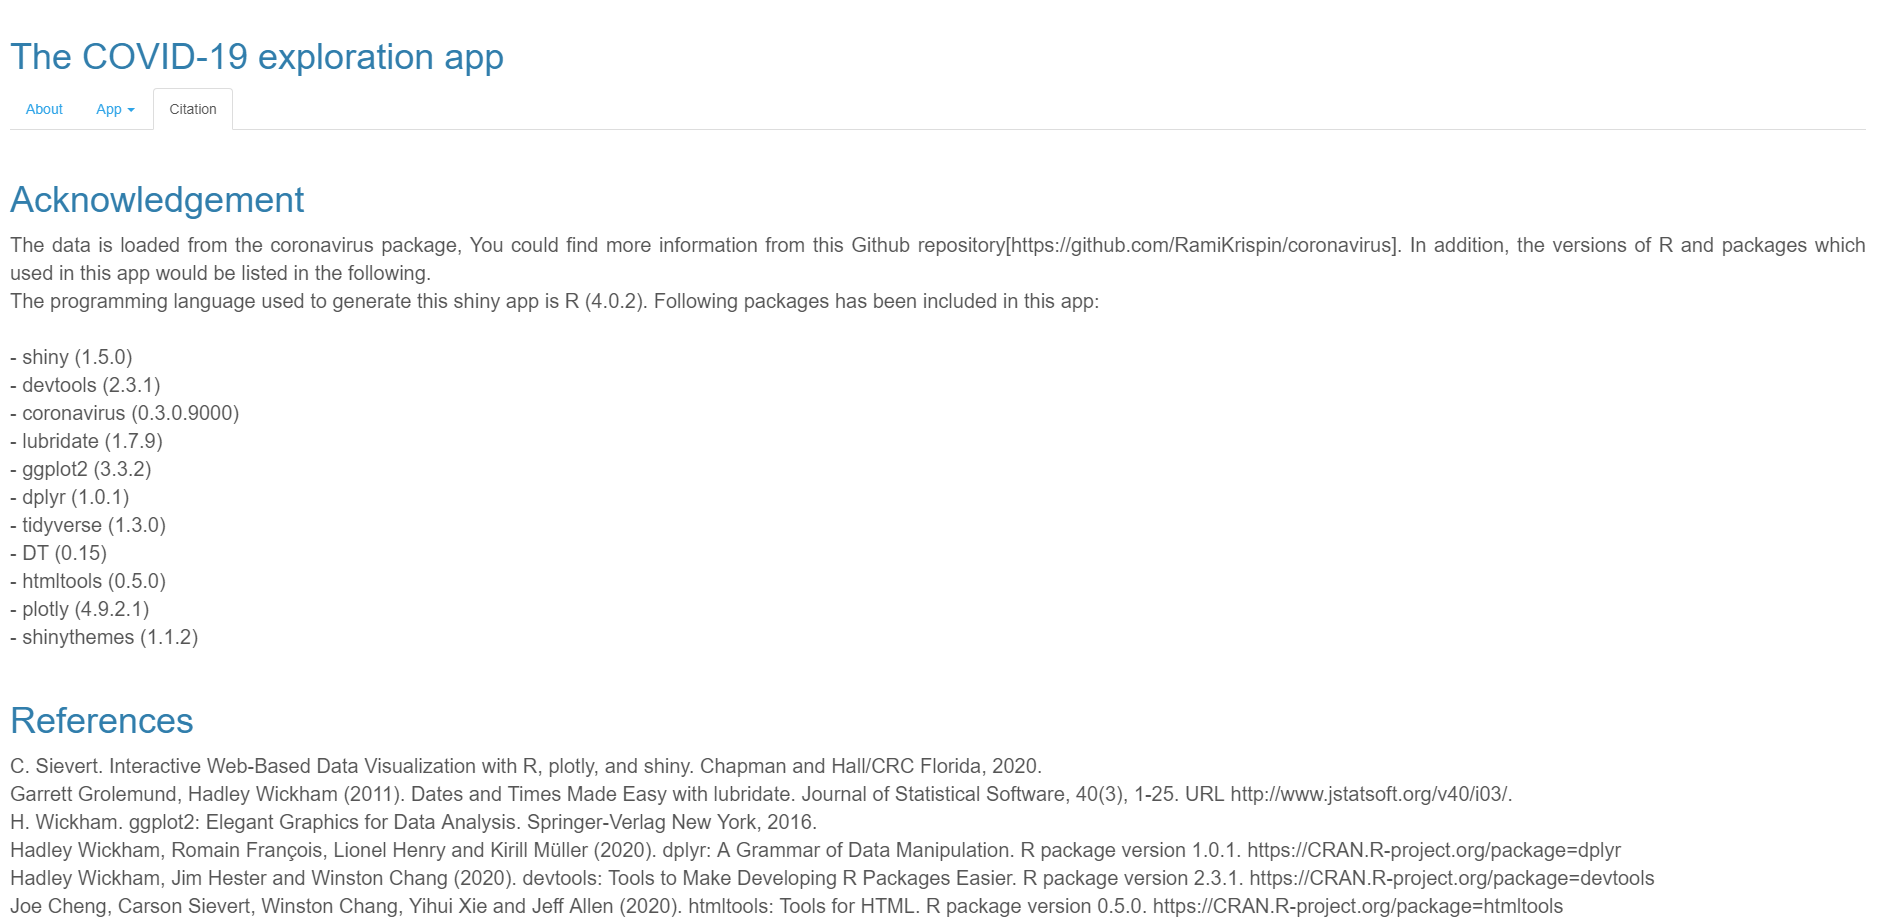 The COVID-19 exploration app
About App Citation
Acknowledgement
The data is loaded from the coronavirus package, You could find more information from this Github repository[https://github.com/RamiKrispin/coronavirus]. In addition, the versions of R and packages which
used in this app would be listed in the following.
The programming language used to generate this shiny app is R (4.0.2). Following packages has been included in this app:
- shiny (1.5.0)
- devtools (2.3.1)
- coronavirus (0.3.0.9000)
- lubridate (1.7.9)
- ggplot2 (3.3.2)
- dplyr (1.0.1)
- tidyverse (1.3.0)
- DT (0.15)
- htmltools (0.5.0)
- plotly (4.9.2.1)
- shinythemes (1.1.2)
References
C. Sievert. Interactive Web-Based Data Visualization with R, plotly, and shiny. Chapman and Hall/CRC Florida, 2020.
Garrett Grolemund, Hadley Wickham (2011). Dates and Times Made Easy with lubridate. Journal of Statistical Software, 40(3), 1-25. URL http://www.jstatsoft.org/v40/i03/.
H. Wickham. ggplot2: Elegant Graphics for Data Analysis. Springer-Verlag New York, 2016.
Hadley Wickham, Romain François, Lionel Henry and Kirill Müller (2020). dplyr: A Grammar of Data Manipulation. R package version 1.0.1. https://CRAN.R-project.org/package=dplyr
Hadley Wickham, Jim Hester and Winston Chang (2020). devtools: Tools to Make Developing R Packages Easier. R package version 2.3.1. https://CRAN.R-project.org/package=devtools
Joe Cheng, Carson Sievert, Winston Chang, Yihui Xie and Jeff Allen (2020). htmltools: Tools for HTML. R package version 0.5.0. https://CRAN.R-project.org/package=htmltools